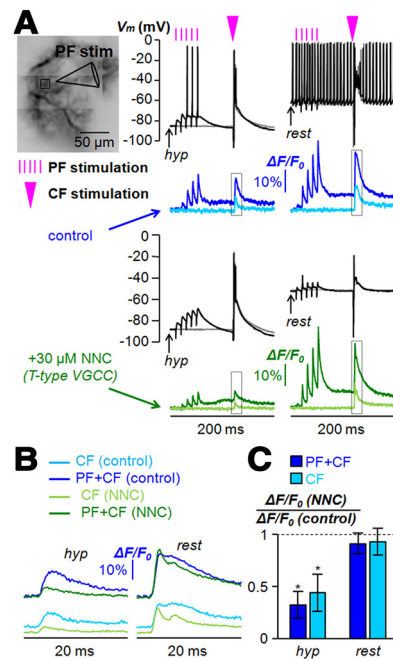 A
PF stim
50 µm
PF stimulation
CF stimulation
control
+30 µM NNC
(T-type VGCC)
Vm (mV)
0
-20
-40
-60
-80
-100
hyp
rest
ΔF/F0
10%
0
-20
-40
-60
-80
-100
hyp
rest
ΔF/F0
10%
200 ms
200 ms
B
CF (control)
PF+CF (control)
CF (NNC)
PF+CF (NNC)
hyp
ΔF/F0
10%
rest
20 ms
20 ms
C
PF+CF
CF
ΔF/F0 (NNC)
ΔF/F0 (control)
1
0.5
0
*
*
hyp
rest